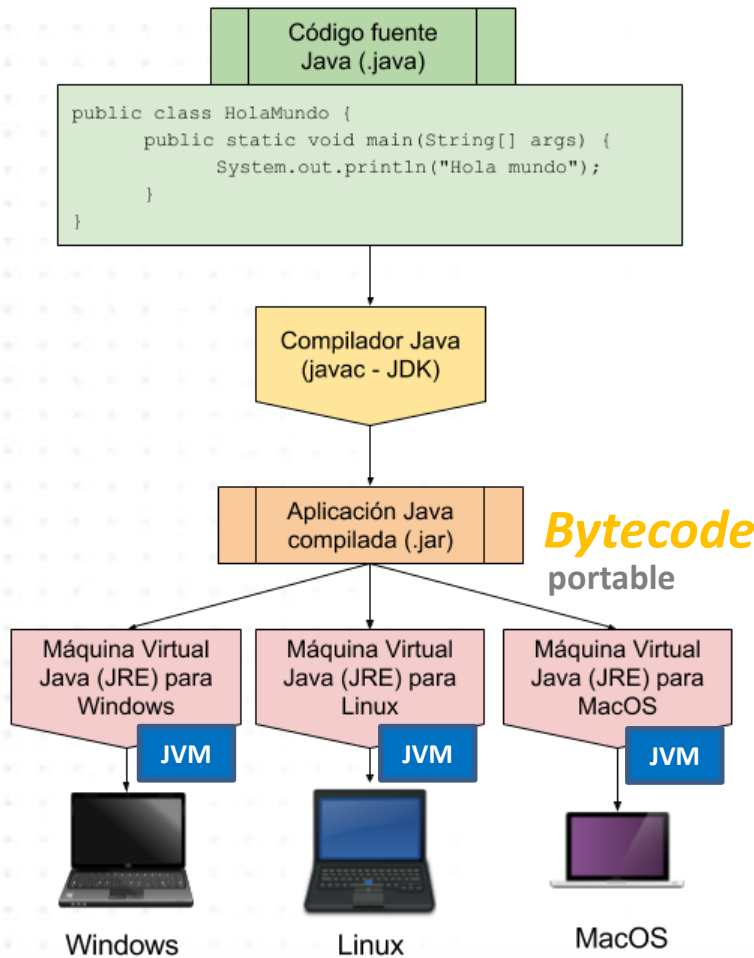 Código fuente
Java (.java)
public class HolaMundo {
public static void main(String[] args) {
System.out.println("Hola mundo");
}
}
Compilador Java
(javac - JDK)
Aplicación Java
compilada (.jar)
Bytecode
portable
Máquina Virtual
Java (JRE) para
Windows
JVM
Máquina Virtual
Java (JRE) para
Linux
JVM
Máquina Virtual
Java (JRE) para
MacOS
JVM
Windows
Linux
MacOS